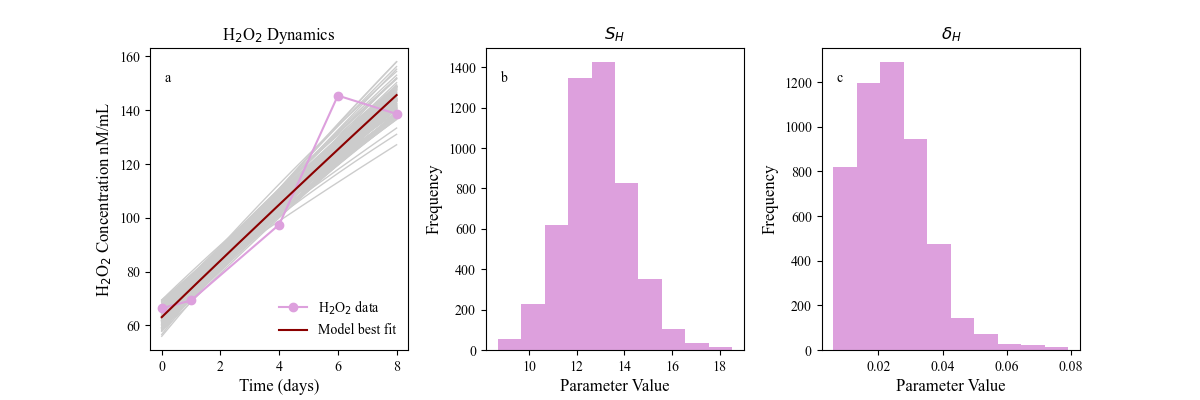 H₂O₂ Dynamics
a
H₂O₂ Concentration nM/mL
160
140
120
100
80
60
0 2 4 6 8
Time (days)
H₂O₂ data
Model best fit
S_H
b
Frequency
1400
1200
1000
800
600
400
200
0
10 12 14 16 18
Parameter Value
δ_H
c
Frequency
1200
1000
800
600
400
200
0
0.02 0.04 0.06 0.08
Parameter Value